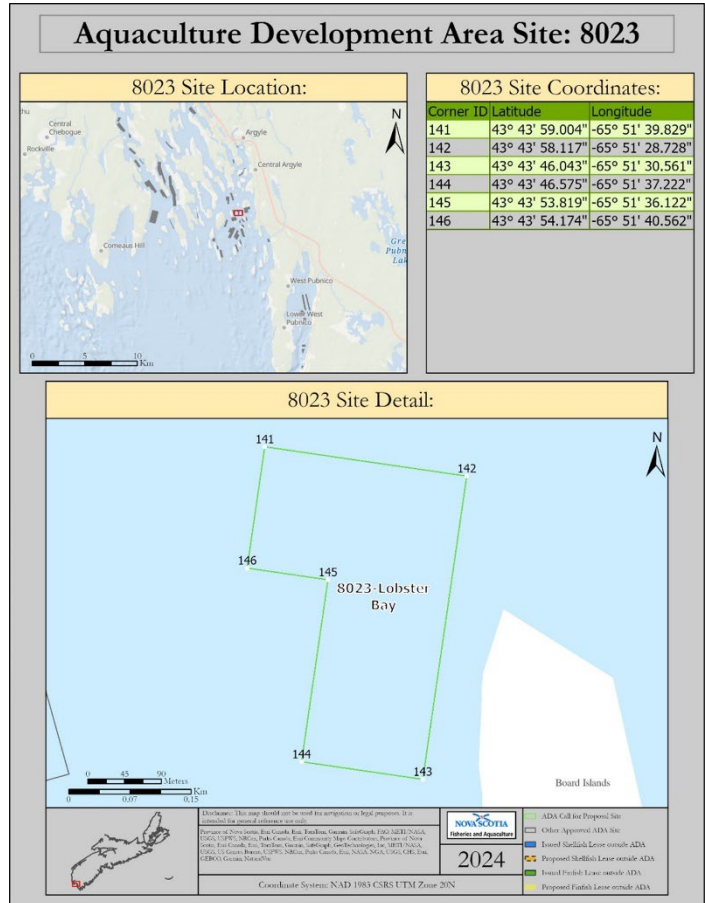 Aquaculture Development Area Site: 8023
8023 Site Location:
N
Central
Chebogue
Rockville
Argyle
Central Argyle
Comeaus Hill
West Pubnico
Lower West
Pubnico
0 5 10
Km
8023 Site Coordinates:
Corner ID Latitude Longitude
141 43° 43' 59.004" -65° 51' 39.829"
142 43° 43' 58.117" -65° 51' 28.728"
143 43° 43' 46.043" -65° 51' 30.561"
144 43° 43' 46.575" -65° 51' 37.222"
145 43° 43' 53.819" -65° 51' 36.122"
146 43° 43' 54.174" -65° 51' 40.562"
8023 Site Detail:
N
141
142
146
145
8023-Lobster
Bay
144
143
Board Islands
0 45 90
Meters
0 0.07 0.15
Km
Disclaimer: This map should not be used for navigation or legal purposes. It is
intended for general reference use only.
NOVA SCOTIA
Fisheries and Aquaculture
2024
ADA Call for Proposal Site
Other Approved ADA Site
Issued Shellfish Lease outside ADA
Proposed Shellfish Lease outside ADA
Issued Finfish Lease outside ADA
Proposed Finfish Lease outside ADA
Coordinate System: NAD 1983 CSRS UTM Zone 20N